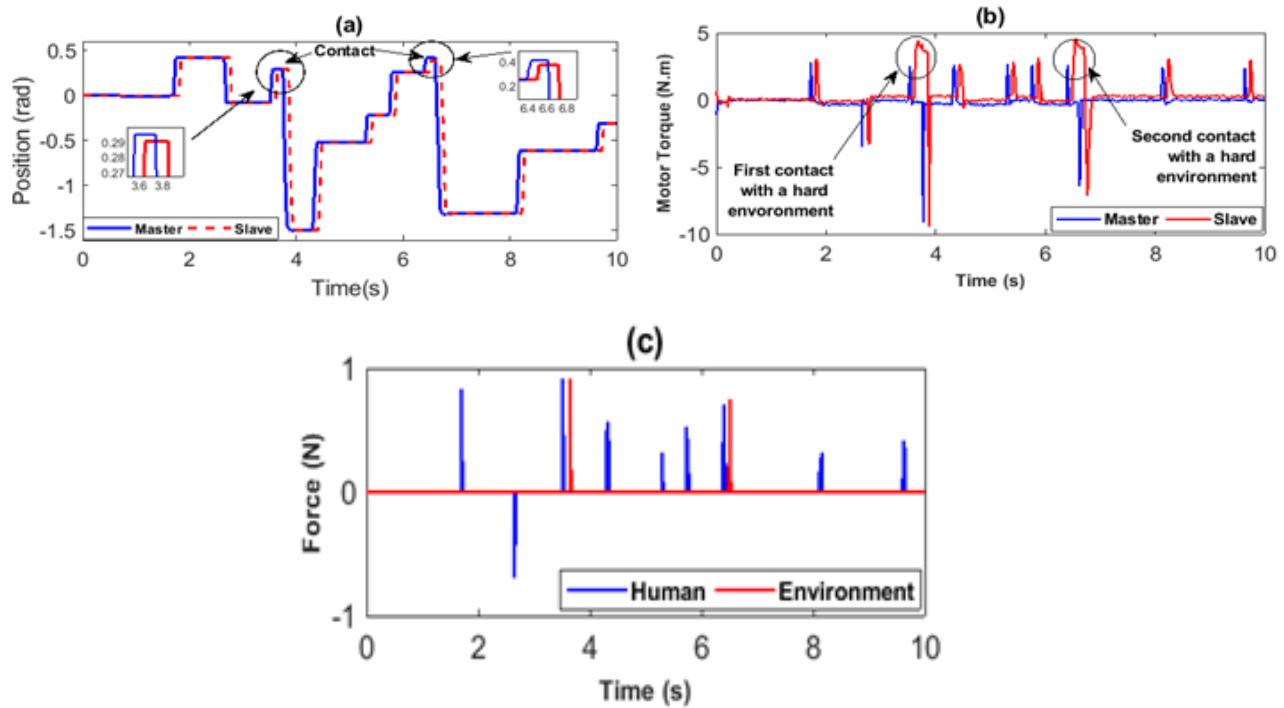 (a)
Position (rad)
0.5
0
-0.5
-1
-1.5
Contact
0.29
0.28
0.27
3.6 3.8
0.4
0.2
6.4 6.6 6.8
Master Slave
0 2 4 6 8 10
Time(s)
(b)
Motor Torque (N.m)
5
0
-5
-10
First contact
with a hard
envoronment
Second contact
with a hard
environment
Master Slave
0 2 4 6 8 10
Time (s)
(c)
Force (N)
1
0
-1
Human Environment
0 2 4 6 8 10
Time (s)